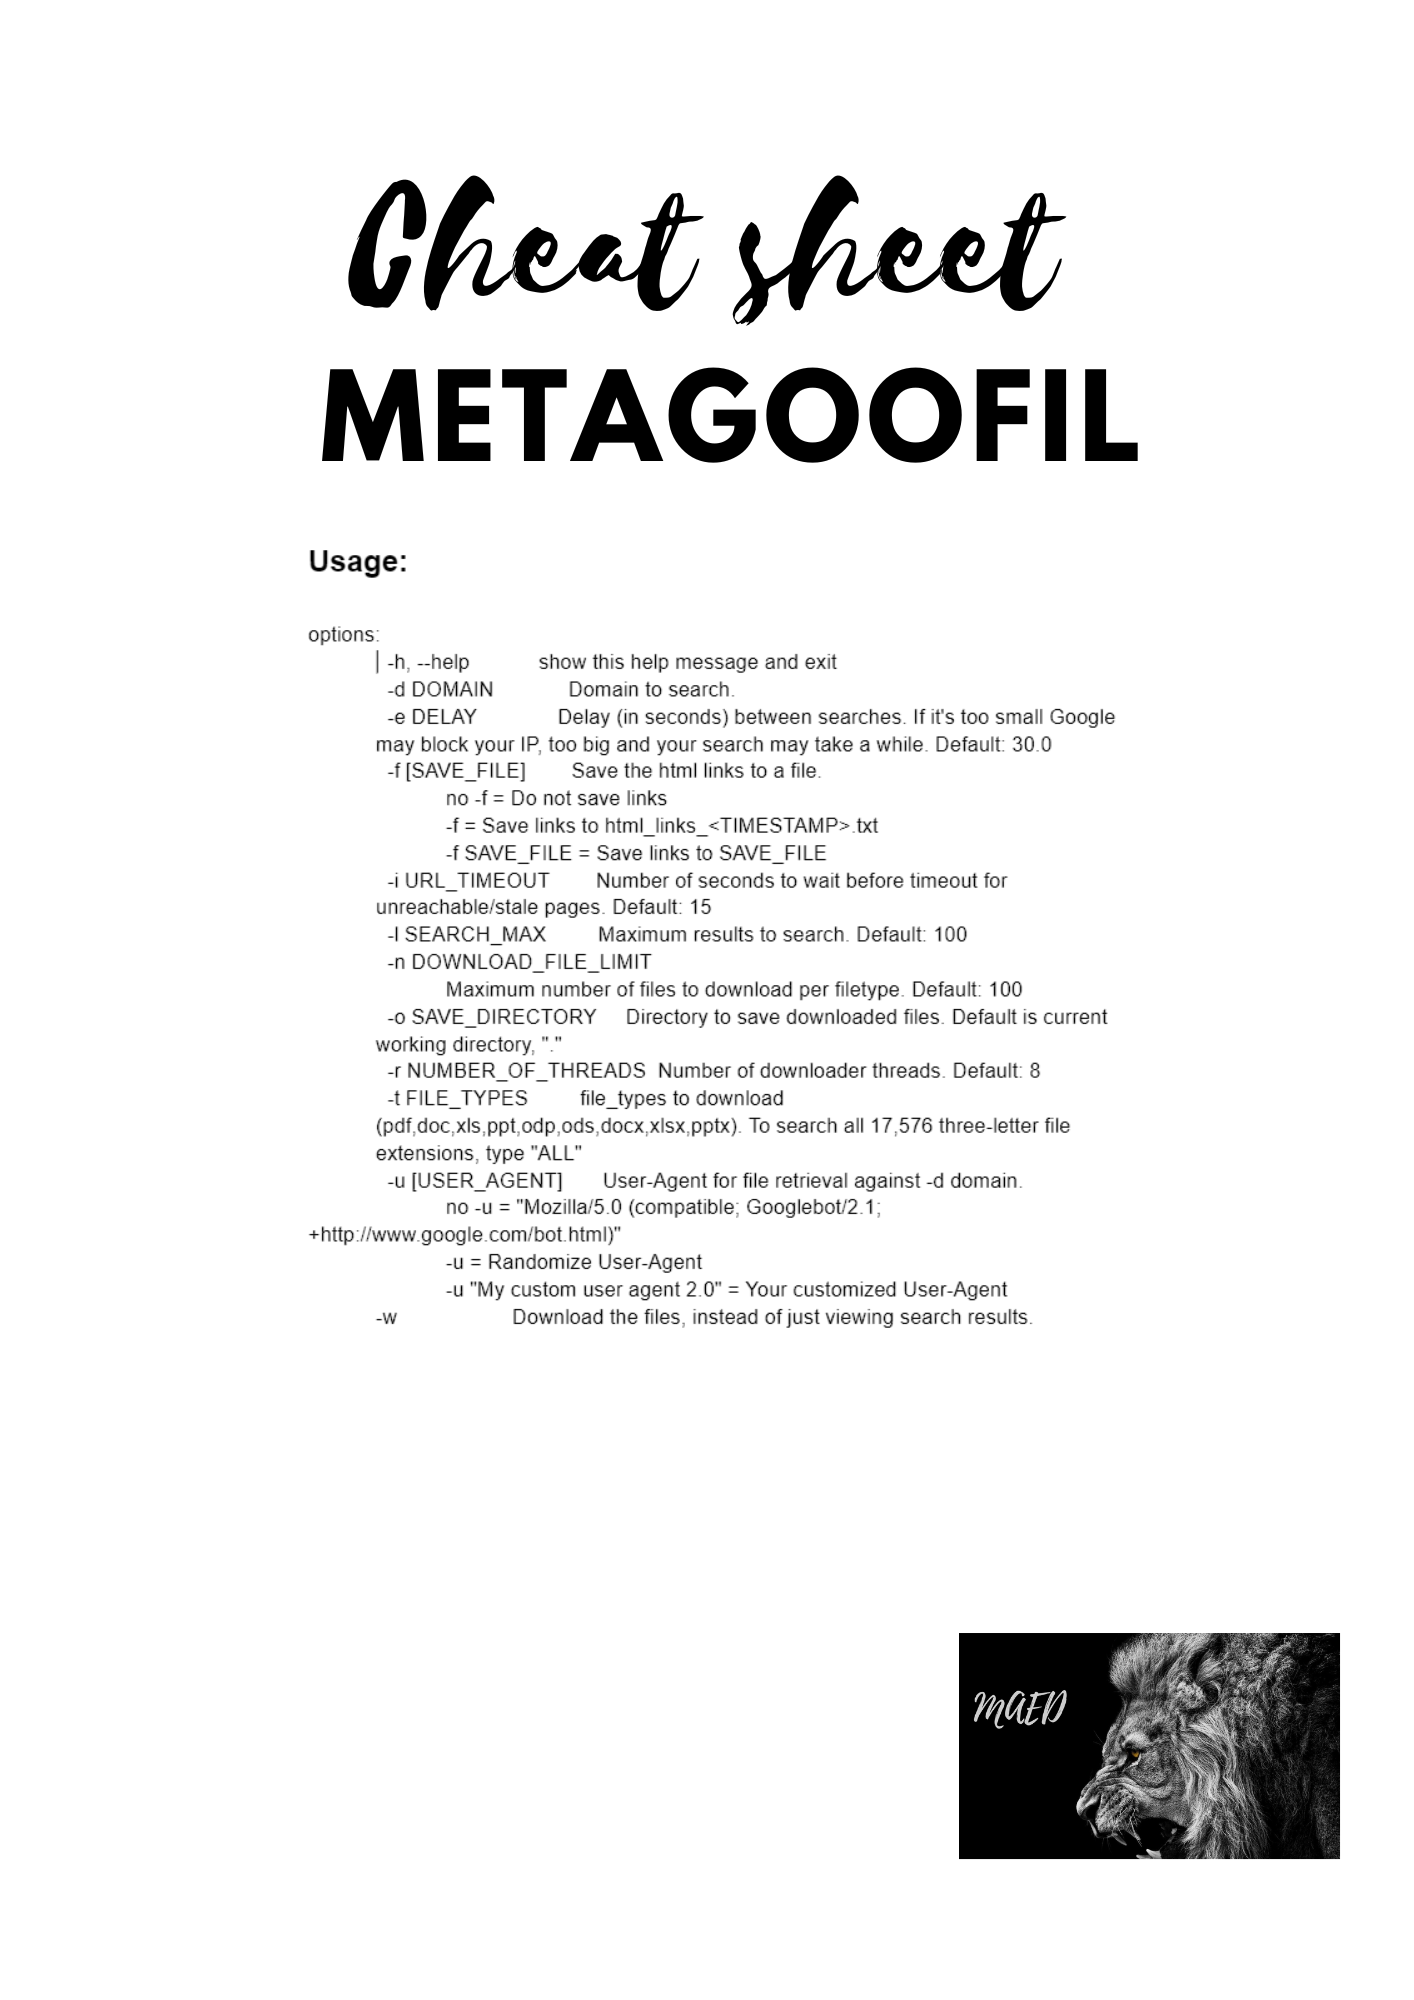 Cheat sheet
METAGOOFIL
Usage:
options:
| -h, --help show this help message and exit
-d DOMAIN Domain to search.
-e DELAY Delay (in seconds) between searches. If it's too small Google
may block your IP, too big and your search may take a while. Default: 30.0
-f [SAVE_FILE] Save the html links to a file.
no -f = Do not save links
-f = Save links to html_links_<TIMESTAMP>.txt
-f SAVE_FILE = Save links to SAVE_FILE
-i URL_TIMEOUT Number of seconds to wait before timeout for
unreachable/stale pages. Default: 15
-l SEARCH_MAX Maximum results to search. Default: 100
-n DOWNLOAD_FILE_LIMIT
Maximum number of files to download per filetype. Default: 100
-o SAVE_DIRECTORY Directory to save downloaded files. Default is current
working directory, "."
-r NUMBER_OF_THREADS Number of downloader threads. Default: 8
-t FILE_TYPES file_types to download
(pdf,doc,xls,ppt,odp,ods,docx,xlsx,pptx). To search all 17,576 three-letter file
extensions, type "ALL"
-u [USER_AGENT] User-Agent for file retrieval against -d domain.
no -u = "Mozilla/5.0 (compatible; Googlebot/2.1;
+http://www.google.com/bot.html)"
-u = Randomize User-Agent
-u "My custom user agent 2.0" = Your customized User-Agent
-w Download the files, instead of just viewing search results.
MAED